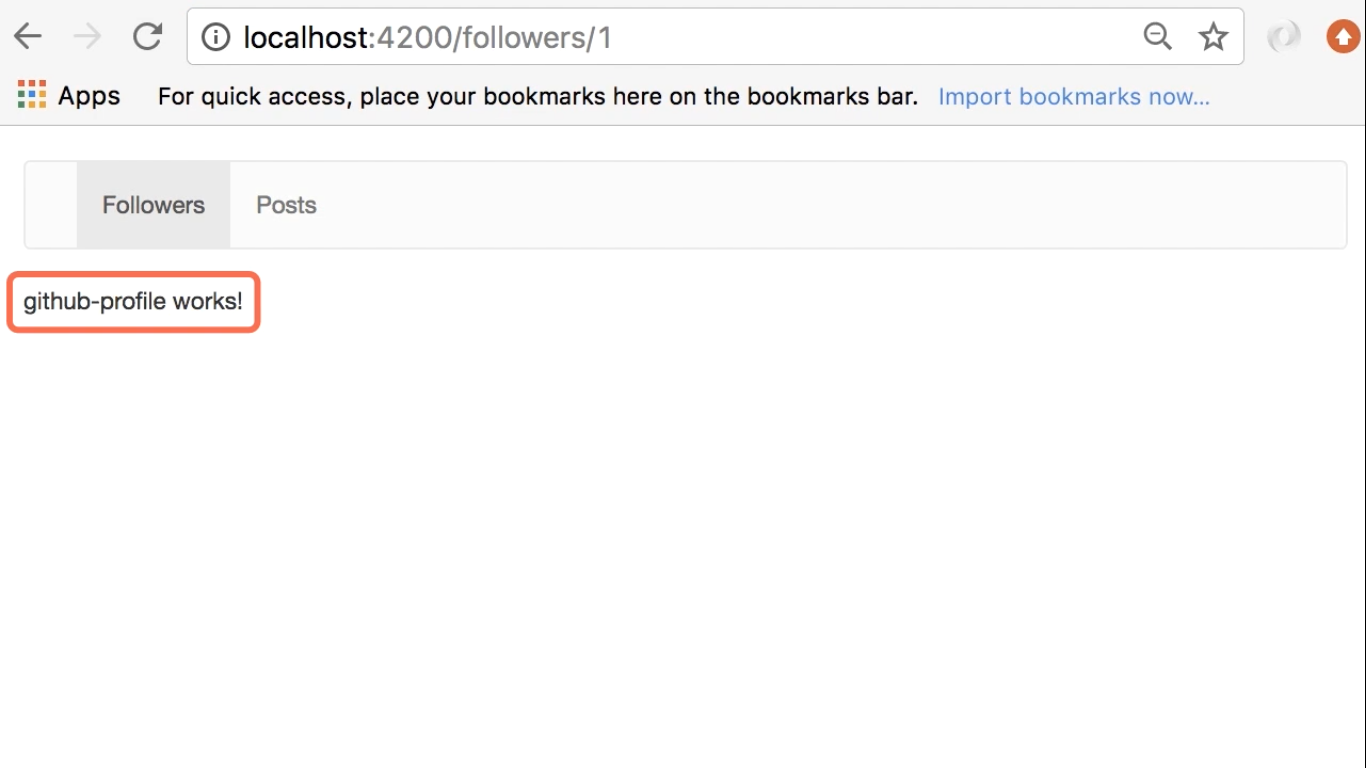 localhost:4200/followers/1
Apps For quick access, place your bookmarks here on the bookmarks bar. Import bookmarks now...
Followers Posts
github-profile works!